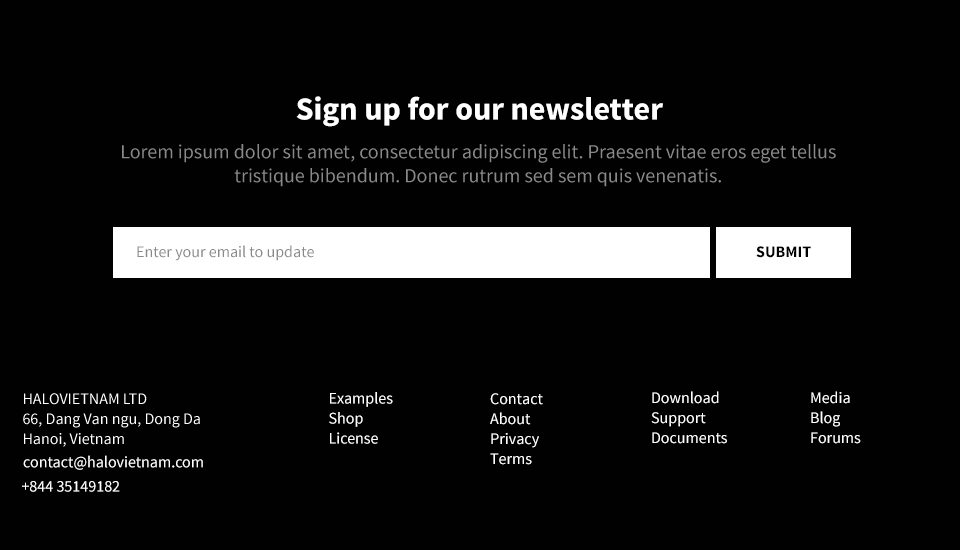 Sign up for our newsletter
Lorem ipsum dolor sit amet, consectetur adipiscing elit. Praesent vitae eros eget tellus
tristique bibendum. Donec rutrum sed sem quis venenatis.
Enter your email to update
SUBMIT
HALOVIETNAM LTD
66, Dang Van ngu, Dong Da
Hanoi, Vietnam
contact@halovietnam.com
+844 35149182
Examples
Shop
License
Contact
About
Privacy
Terms
Download
Support
Documents
Media
Blog
Forums